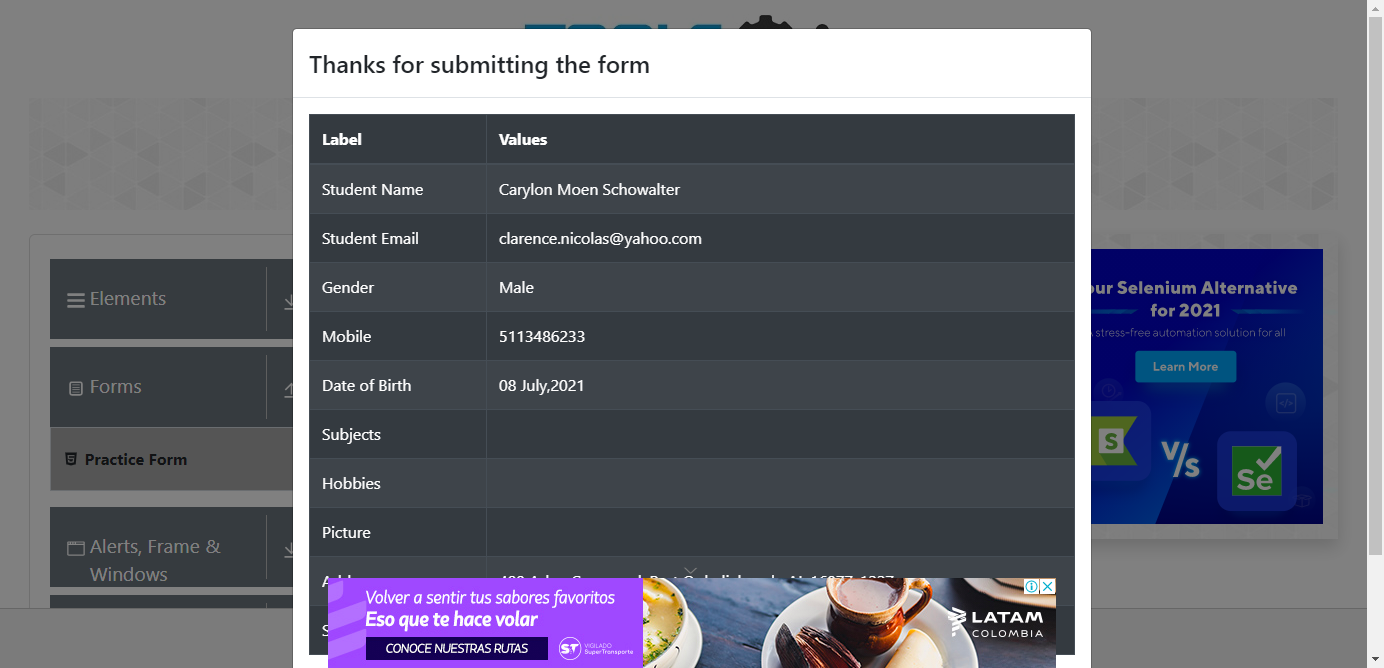 Thanks for submitting the form
Label Values
Student Name Carylon Moen Schowalter
Student Email clarence.nicolas@yahoo.com
Gender Male
Mobile 5113486233
Date of Birth 08 July,2021
Subjects
Hobbies
Picture
Elements
Forms
Practice Form
Alerts, Frame &
Windows
our Selenium Alternative
for 2021
stress-free automation solution for all
Learn More
S
V/s
Se
Volver a sentir tus sabores favoritos
Eso que te hace volar
CONOCE NUESTRAS RUTAS
ST VIGILADO
SuperTransporte
LATAM
COLOMBIA